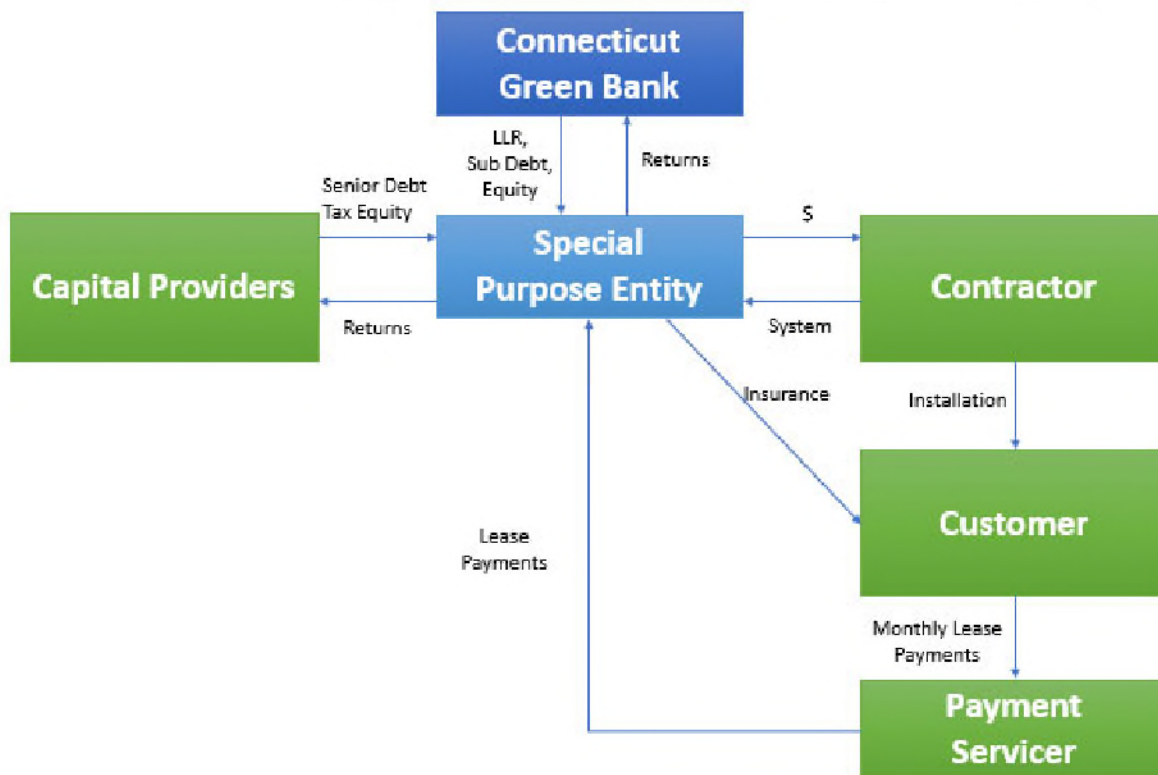 Connecticut
Green Bank
LLR,
Sub Debt,
Equity
Returns
Senior Debt
Tax Equity
$
Capital Providers
Special
Purpose Entity
Contractor
Returns
System
Insurance
Installation
Customer
Lease
Payments
Monthly Lease
Payments
Payment
Servicer